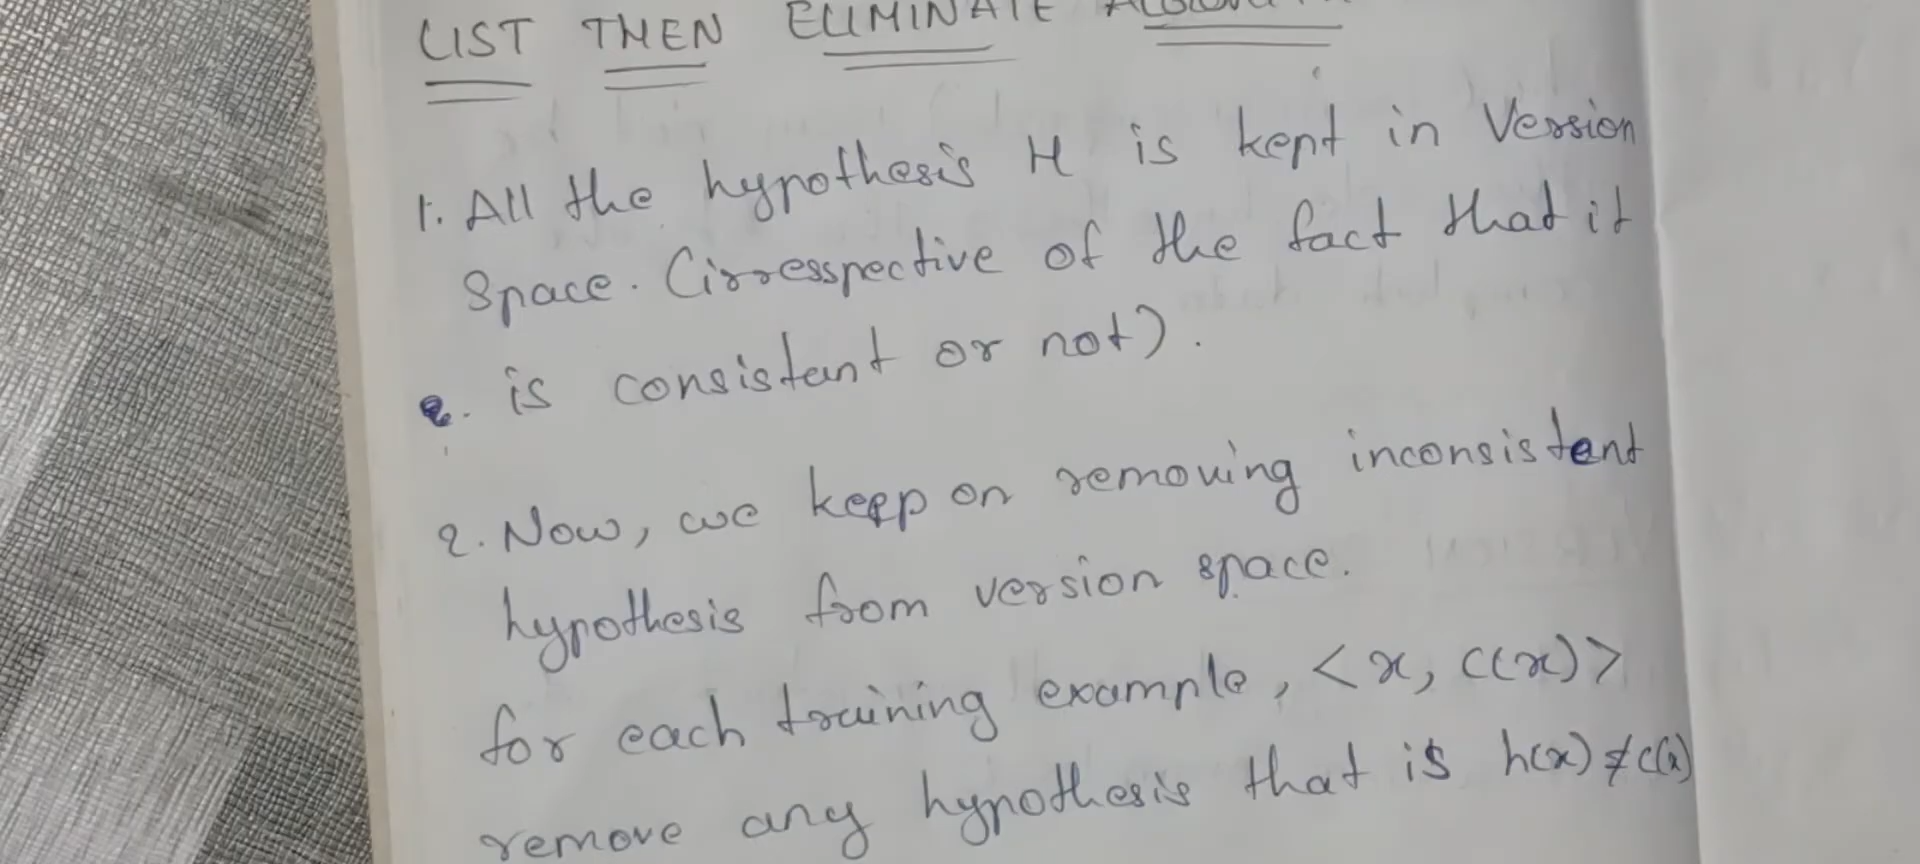 LIST THEN ELIMINATE
1. All the hypothesis H is kept in Version
Space. (irresspective of the fact that it
2. is consistent or not).
2. Now, we keep on removing inconsistent
hypothesis from version space.
for each training example, <x, c(x)>
remove any hypothesis that is h(x) ≠ c(x)